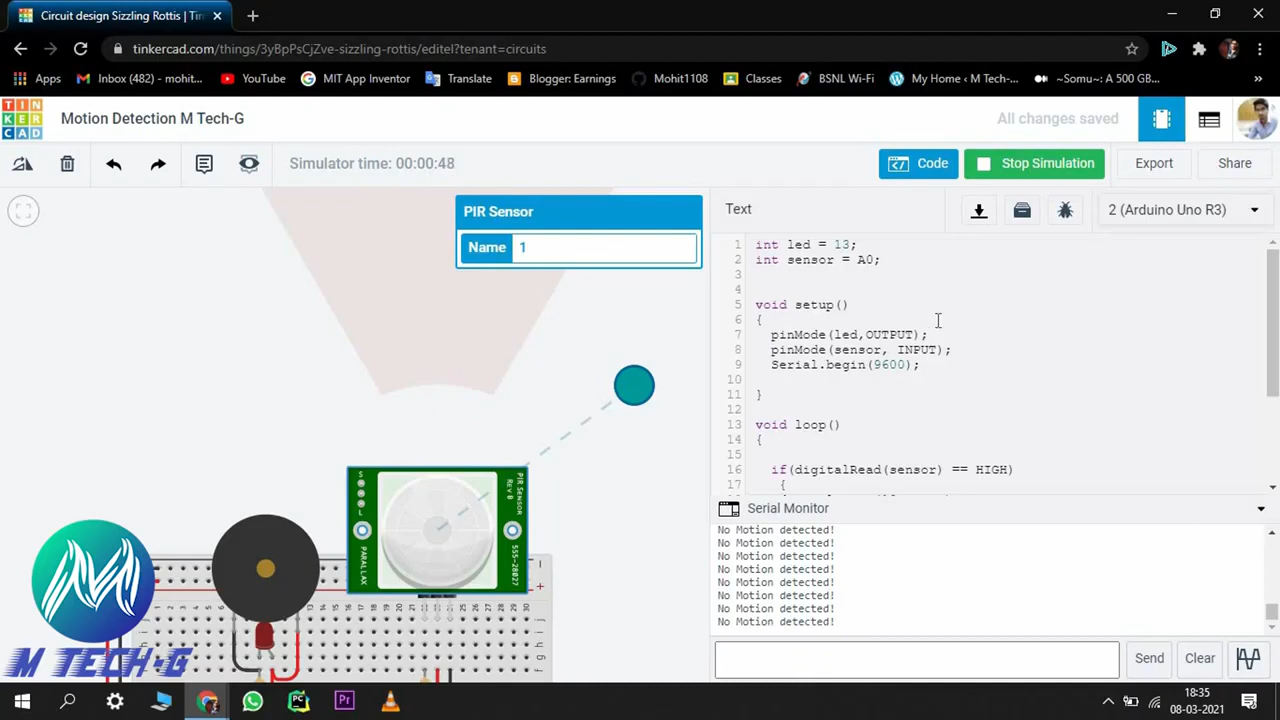 Circuit design Sizzling Rottis | Tin
tinkercad.com/things/3yBpPsCjZve-sizzling-rottis/editel?tenant=circuits
Apps
Inbox (482) - mohit...
YouTube
MIT App Inventor
Translate
Blogger: Earnings
Mohit1108
Classes
BSNL Wi-Fi
My Home ‹ M Tech-...
~Somu~: A 500 GB...
»
TIN
KER
CAD
Motion Detection M Tech-G
All changes saved
Simulator time: 00:00:48
Code
Stop Simulation
Export
Share
PIR Sensor
Name 1
Text
2 (Arduino Uno R3)
1 int led = 13;
2 int sensor = A0;
3
4
5 void setup()
6 {
7 pinMode(led,OUTPUT);
8 pinMode(sensor, INPUT);
9 Serial.begin(9600);
10
11 }
12
13 void loop()
14 {
15
16 if(digitalRead(sensor) == HIGH)
17 {
Serial Monitor
No Motion detected!
No Motion detected!
No Motion detected!
No Motion detected!
No Motion detected!
No Motion detected!
No Motion detected!
No Motion detected!
Send
Clear
PIR SENSOR
REV B
PARALLAX
555-28027
M TECH-G
18:35
08-03-2021